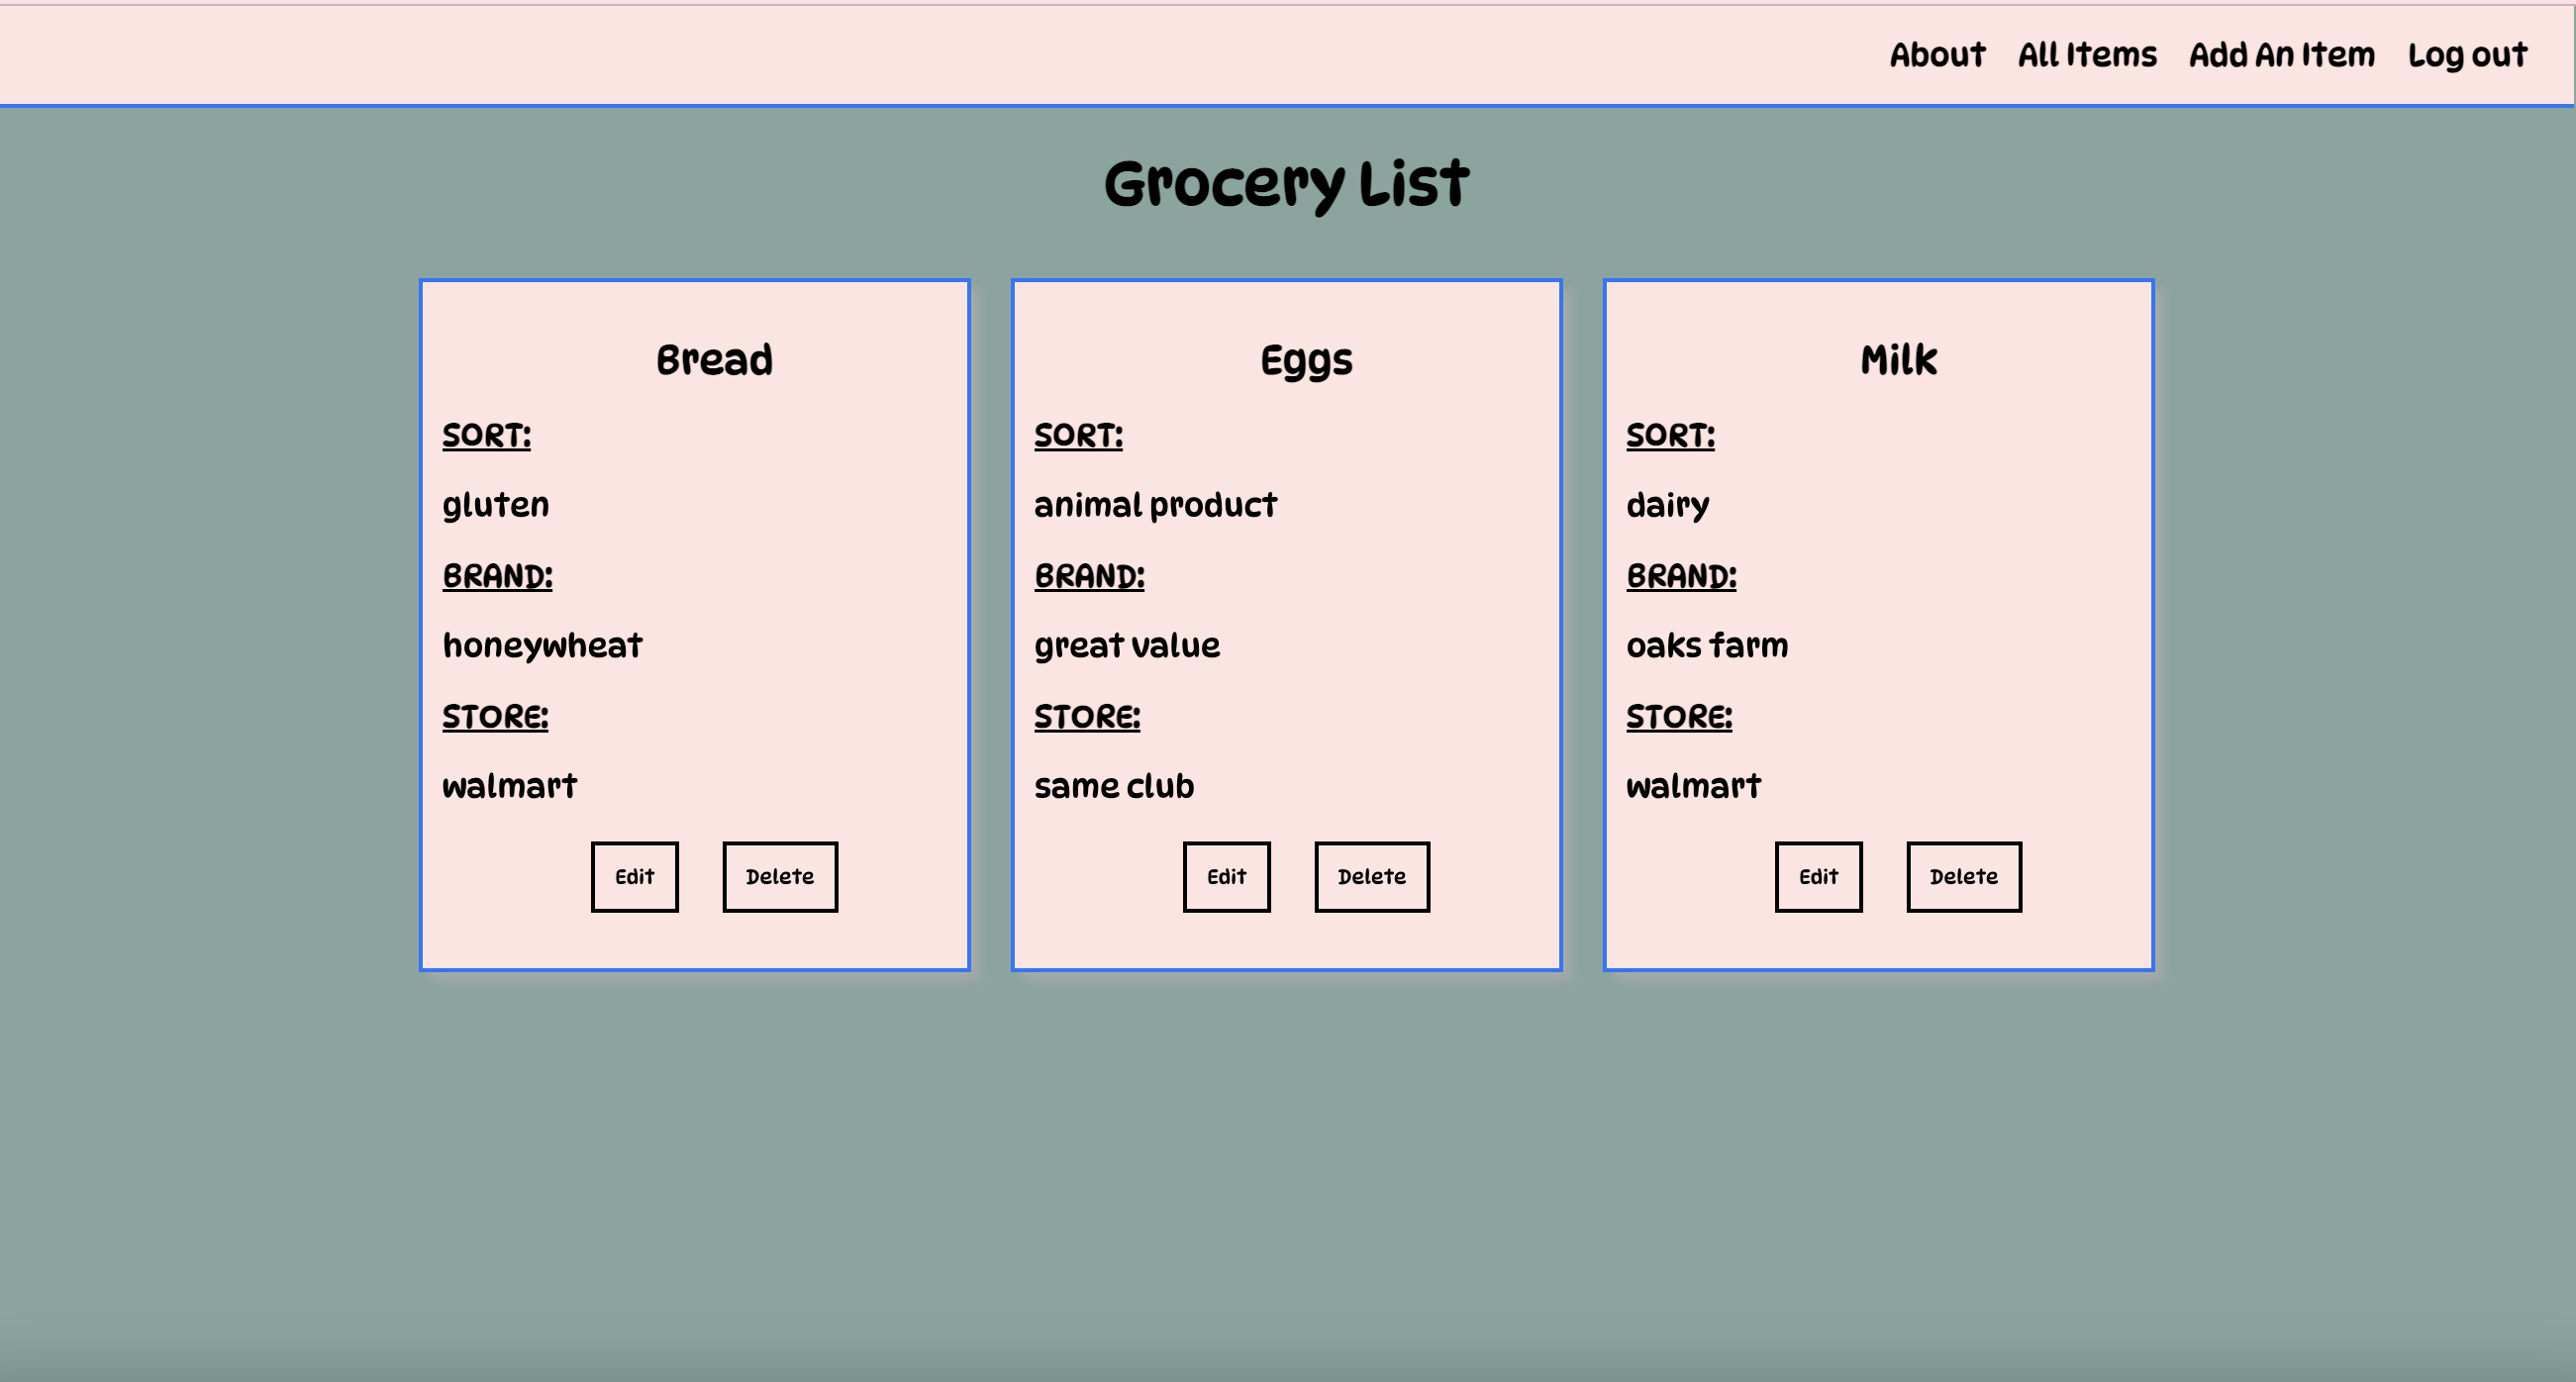 About All Items Add An Item Log out
Grocery List
Bread
SORT:
gluten
BRAND:
honeywheat
STORE:
walmart
Edit Delete
Eggs
SORT:
animal product
BRAND:
great value
STORE:
same club
Edit Delete
Milk
SORT:
dairy
BRAND:
oaks farm
STORE:
walmart
Edit Delete